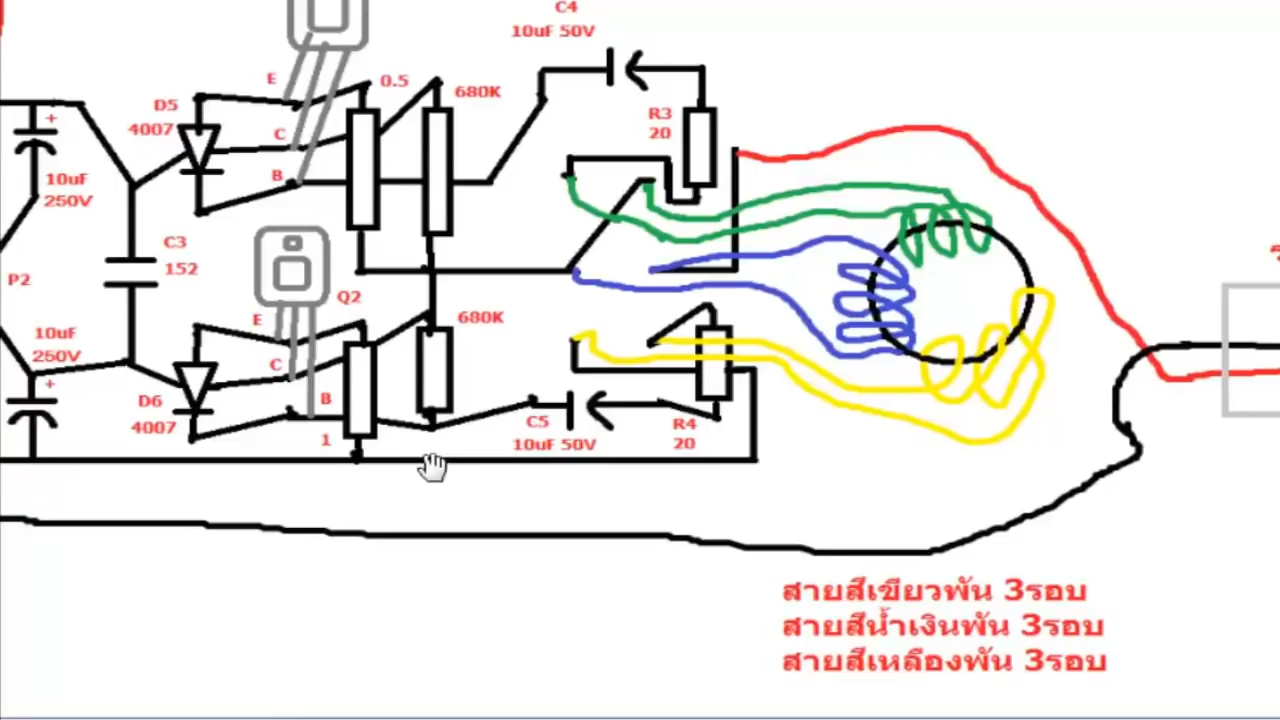 C4
10uF 50V
E
0.5
680K
D5
4007
C
R3
20
+
B
10uF
250V
C3
152
P2
Q2
680K
E
10uF
250V
+
C
D6
4007
B
1
C5
10uF 50V
R4
20
สายสีเขียวพัน 3รอบ
สายสีน้ำเงินพัน 3รอบ
สายสีเหลืองพัน 3รอบ